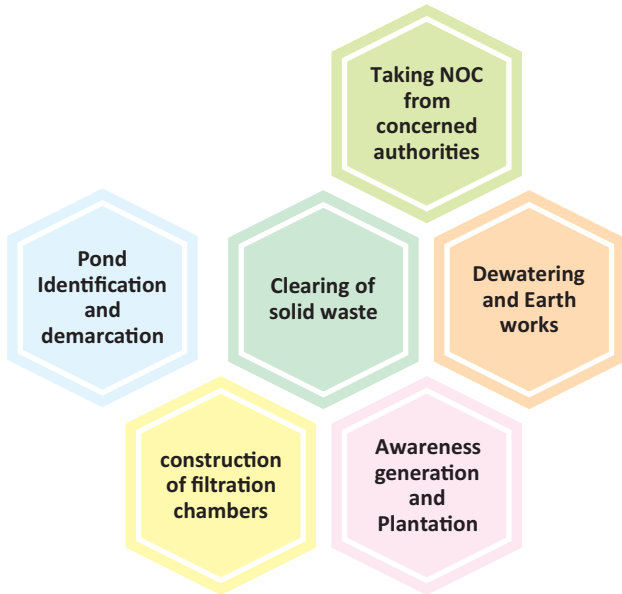 Taking NOC
from
concerned
authorities
Pond
Identification
and
demarcation
Clearing of
solid waste
Dewatering
and Earth
works
construction
of filtration
chambers
Awareness
generation
and
Plantation